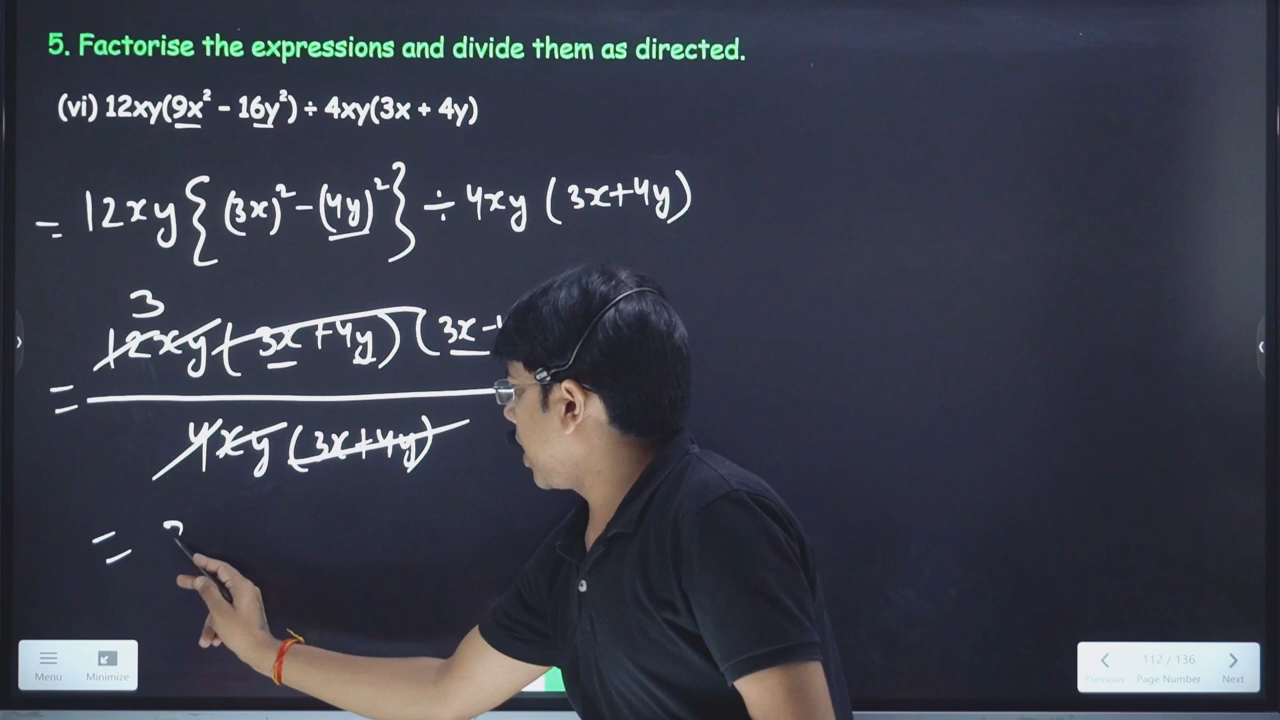 5. Factorise the expressions and divide them as directed.
(vi) 12xy(9x² - 16y²) ÷ 4xy(3x + 4y)
= 12xy{(3x)² - (4y)²} ÷ 4xy (3x+4y)
3
= 12xy(3x+4y)(3x-
4xy(3x+4y)
=
Menu Minimize
112 / 136
Previous Page Number Next